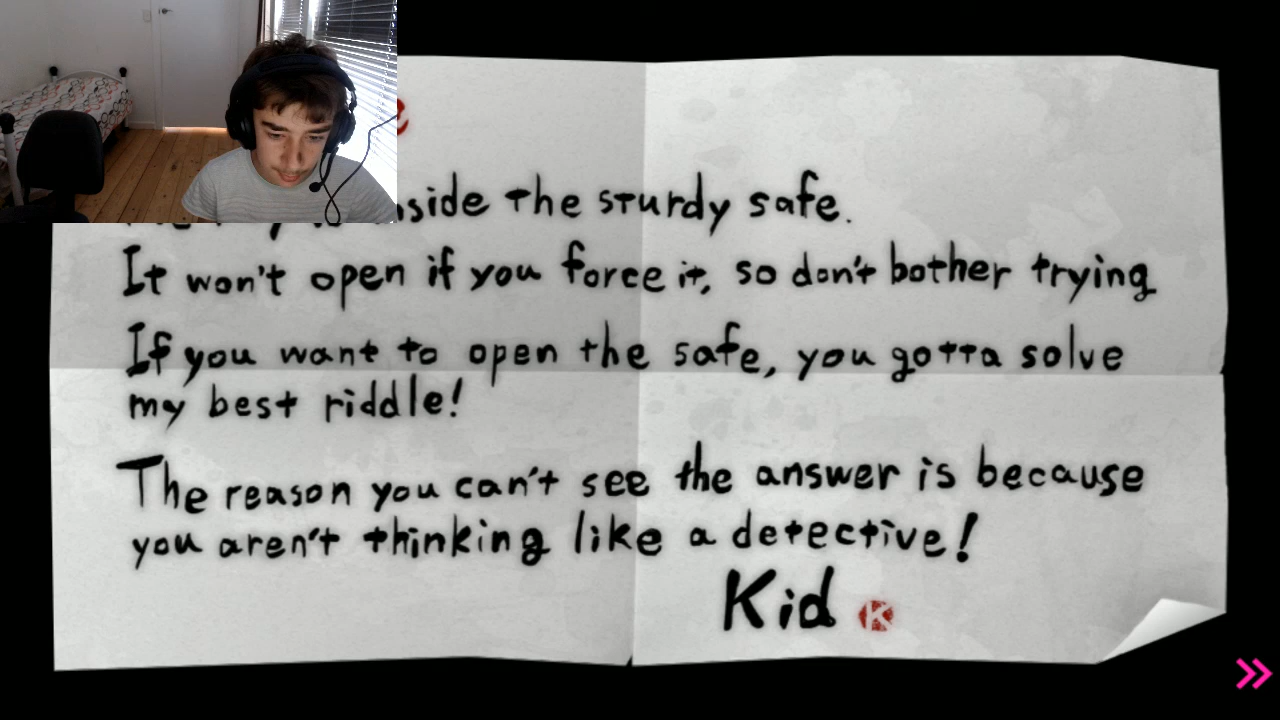 the sturdy safe.
It won't open if you force it, so don't bother trying
If you want to open the safe, you gotta solve
my best riddle!
The reason you can't see the answer is because
you aren't thinking like a detective!
Kid K